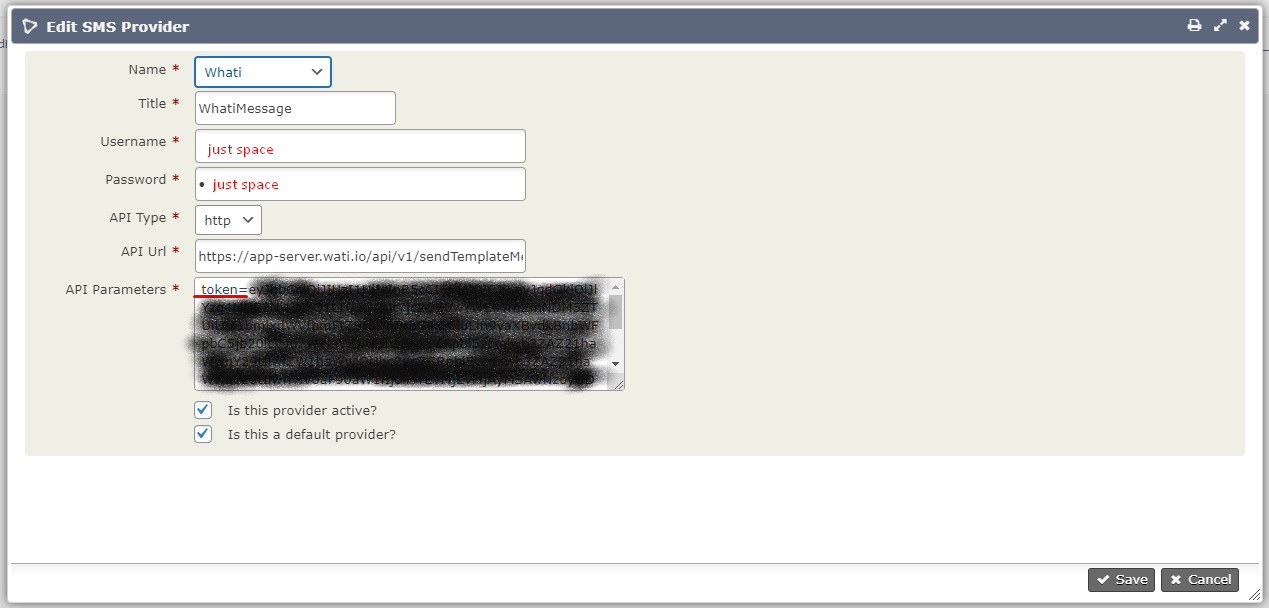 Edit SMS Provider
Name *
Whati
Title *
WhatiMessage
Username *
just space
Password *
• just space
API Type *
http
API Url *
https://app-server.wati.io/api/v1/sendTemplateMe
API Parameters *
token=
Is this provider active?
Is this a default provider?
Save
Cancel